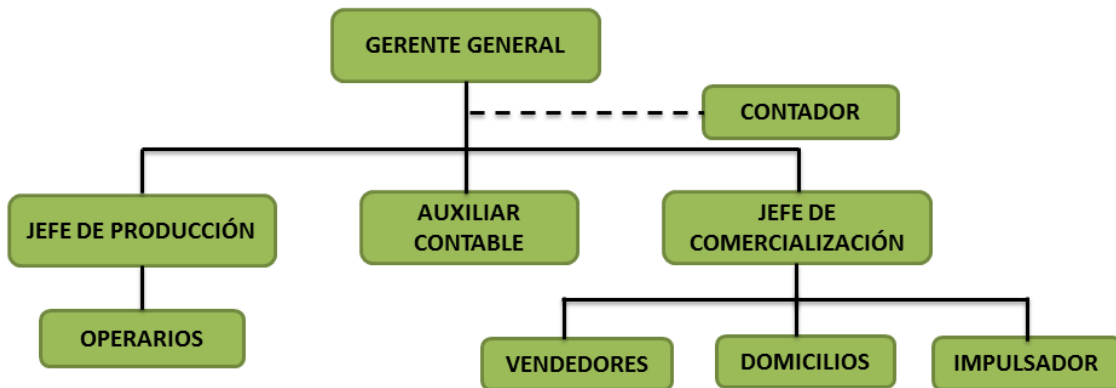 GERENTE GENERAL
CONTADOR
JEFE DE PRODUCCIÓN
AUXILIAR
CONTABLE
JEFE DE
COMERCIALIZACIÓN
OPERARIOS
VENDEDORES
DOMICILIOS
IMPULSADOR